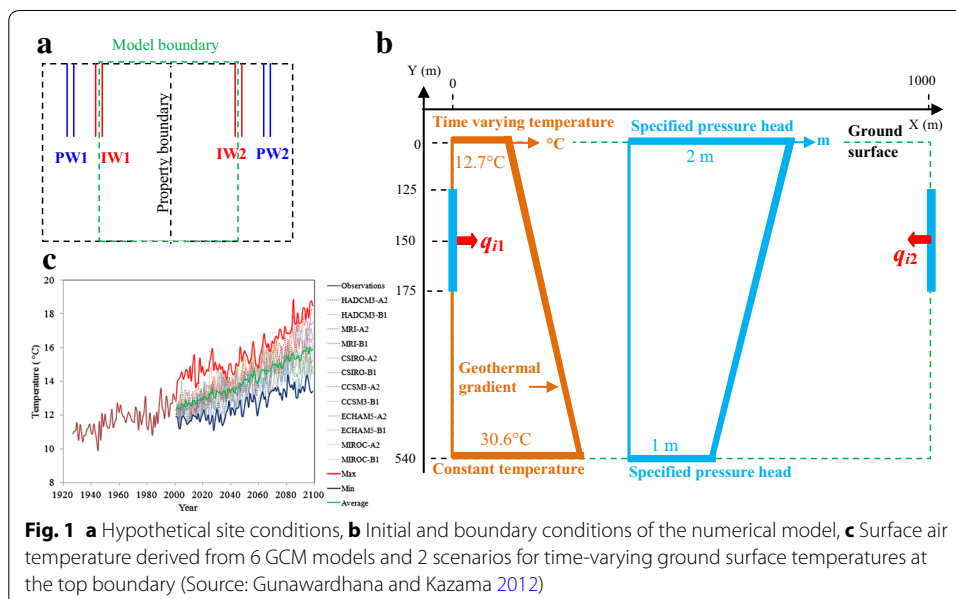 a
Model boundary
Property boundary
PW1
IW1
IW2
PW2
b
Y (m)
0
1000
X (m)
Time varying temperature
°C
12.7°C
Specified pressure head
m
2 m
Ground
surface
0
125
150
175
540
qi1
qi2
Geothermal
gradient
30.6°C
Constant temperature
1 m
Specified pressure head
c
Temperature ( °C)
20
18
16
14
12
10
8
1920 1940 1960 1980 2000 2020 2040 2060 2080 2100
Year
Observations
HADCM3-A2
HADCM3-B1
MRI-A2
MRI-B1
CSIRO-A2
CSIRO-B1
CCSM3-A2
CCSM3-B1
ECHAM5-A2
ECHAM5-B1
MIROC-A2
MIROC-B1
Max
Min
Average
Fig. 1 a Hypothetical site conditions, b Initial and boundary conditions of the numerical model, c Surface air
temperature derived from 6 GCM models and 2 scenarios for time-varying ground surface temperatures at
the top boundary (Source: Gunawardhana and Kazama 2012)